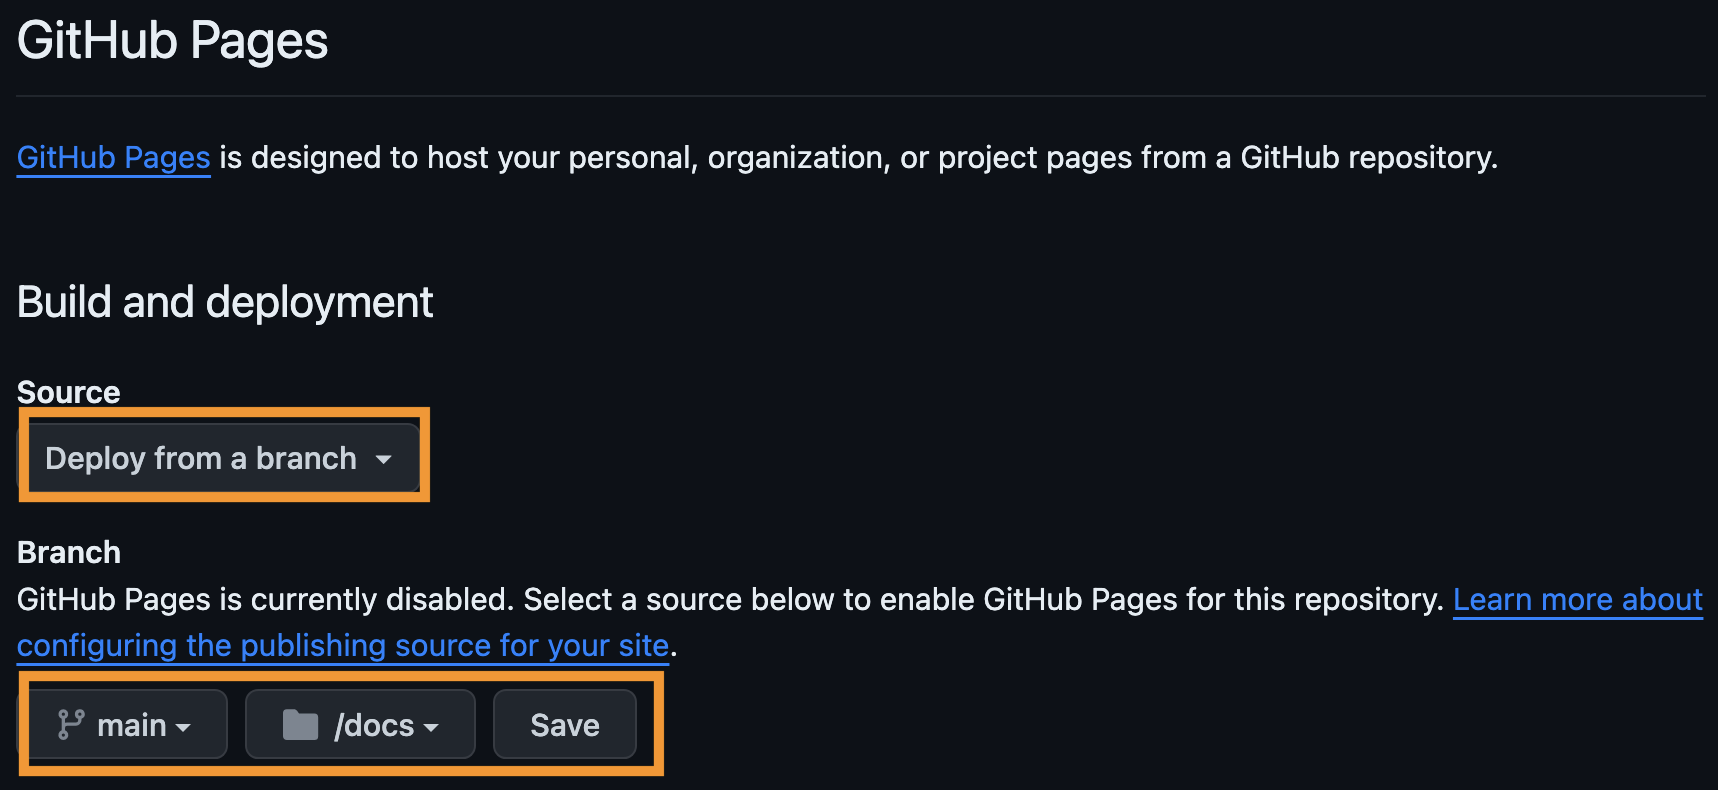 GitHub Pages
GitHub Pages is designed to host your personal, organization, or project pages from a GitHub repository.
Build and deployment
Source
Deploy from a branch
Branch
GitHub Pages is currently disabled. Select a source below to enable GitHub Pages for this repository. Learn more about
configuring the publishing source for your site.
main /docs Save